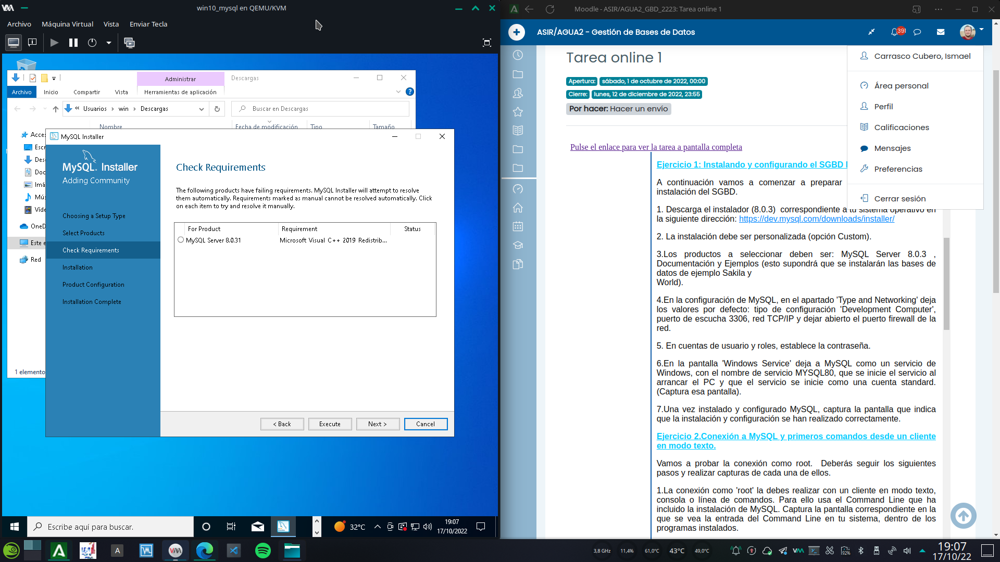 win10_mysql en QEMU/KVM
Archivo Máquina Virtual Vista Enviar Tecla
Administrar Descargas
Archivo Inicio Compartir Vista Herramientas de aplicación
« Usuarios > win > Descargas
Buscar en Descargas
Nombre Fecha de modificación Tipo Tamaño
Red
1 elemento
MySQL Installer
MySQL. Installer
Adding Community
Choosing a Setup Type
Select Products
Check Requirements
Installation
Product Configuration
Installation Complete
Check Requirements
The following products have failing requirements. MySQL Installer will attempt to resolve
them automatically. Requirements marked as manual cannot be resolved automatically. Click
on each item to try and resolve it manually.
For Product Requirement Status
MySQL Server 8.0.31 Microsoft Visual C++ 2019 Redistrib...
< Back Execute Next > Cancel
Escribe aquí para buscar.
32°C
19:07
17/10/2022
Moodle - ASIR/AGUA2_GBD_2223: Tarea online 1
ASIR/AGUA2 - Gestión de Bases de Datos
391
Tarea online 1
Apertura: sábado, 1 de octubre de 2022, 00:00
Cierre: lunes, 12 de diciembre de 2022, 23:55
Por hacer: Hacer un envío
Carrasco Cubero, Ismael
Área personal
Perfil
Calificaciones
Mensajes
Preferencias
Cerrar sesión
Pulse el enlace para ver la tarea a pantalla completa
Ejercicio 1: Instalando y configurando el SGBD
A continuación vamos a comenzar a preparar
instalación del SGBD.
1. Descarga el instalador (8.0.3) correspondiente a tu sistema operativo en
la siguiente dirección: https://dev.mysql.com/downloads/installer/
2. La instalación debe ser personalizada (opción Custom).
3.Los productos a seleccionar deben ser: MySQL Server 8.0.3 ,
Documentación y Ejemplos (esto supondrá que se instalarán las bases de
datos de ejemplo Sakila y
World).
4.En la configuración de MySQL, en el apartado 'Type and Networking' deja
los valores por defecto: tipo de configuración 'Development Computer',
puerto de escucha 3306, red TCP/IP y dejar abierto el puerto firewall de la
red.
5. En cuentas de usuario y roles, establece la contraseña.
6.En la pantalla 'Windows Service' deja a MySQL como un servicio de
Windows, con el nombre de servicio MYSQL80, que se inicie el servicio al
arrancar el PC y que el servicio se inicie como una cuenta standard.
(Captura esa pantalla).
7.Una vez instalado y configurado MySQL, captura la pantalla que indica
que la instalación y configuración se han realizado correctamente.
Ejercicio 2.Conexión a MySQL y primeros comandos desde un cliente
en modo texto.
Vamos a probar la conexión como root. Deberás seguir los siguientes
pasos y realizar capturas de cada una de ellos.
1.La conexión como 'root' la debes realizar con un cliente en modo texto,
consola o línea de comandos. Para ello usa el Command Line que ha
incluido la instalación de MySQL. Captura la pantalla correspondiente en la
que se vea la entrada del Command Line en tu sistema, dentro de los
programas instalados.
3,8 GHz 11,4% 61,0°C 43°C 49,0°C
92%
19:07
17/10/22